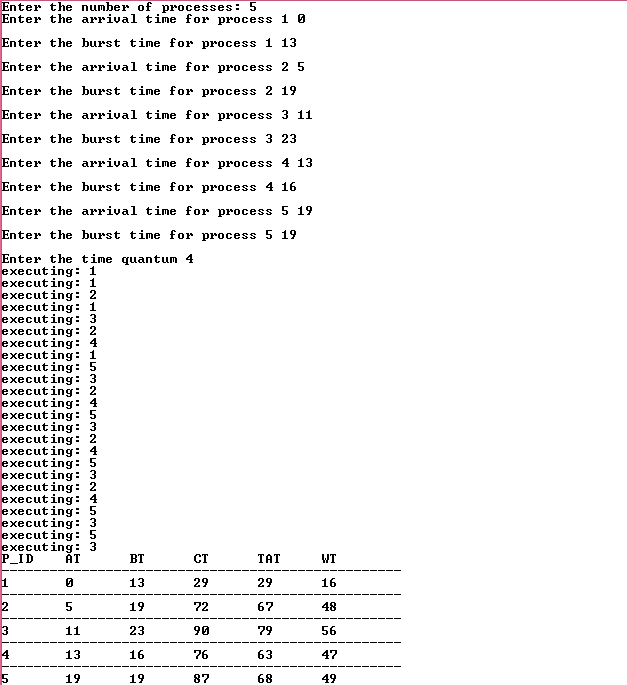 Enter the number of processes: 5
Enter the arrival time for process 1 0
Enter the burst time for process 1 13
Enter the arrival time for process 2 5
Enter the burst time for process 2 19
Enter the arrival time for process 3 11
Enter the burst time for process 3 23
Enter the arrival time for process 4 13
Enter the burst time for process 4 16
Enter the arrival time for process 5 19
Enter the burst time for process 5 19
Enter the time quantum 4
executing: 1
executing: 1
executing: 2
executing: 1
executing: 3
executing: 2
executing: 4
executing: 1
executing: 5
executing: 3
executing: 2
executing: 4
executing: 5
executing: 3
executing: 2
executing: 4
executing: 5
executing: 3
executing: 2
executing: 4
executing: 5
executing: 3
executing: 5
executing: 3
P_ID AT BT CT TAT WT
--------------------------------------------------
1 0 13 29 29 16
--------------------------------------------------
2 5 19 72 67 48
--------------------------------------------------
3 11 23 90 79 56
--------------------------------------------------
4 13 16 76 63 47
--------------------------------------------------
5 19 19 87 68 49